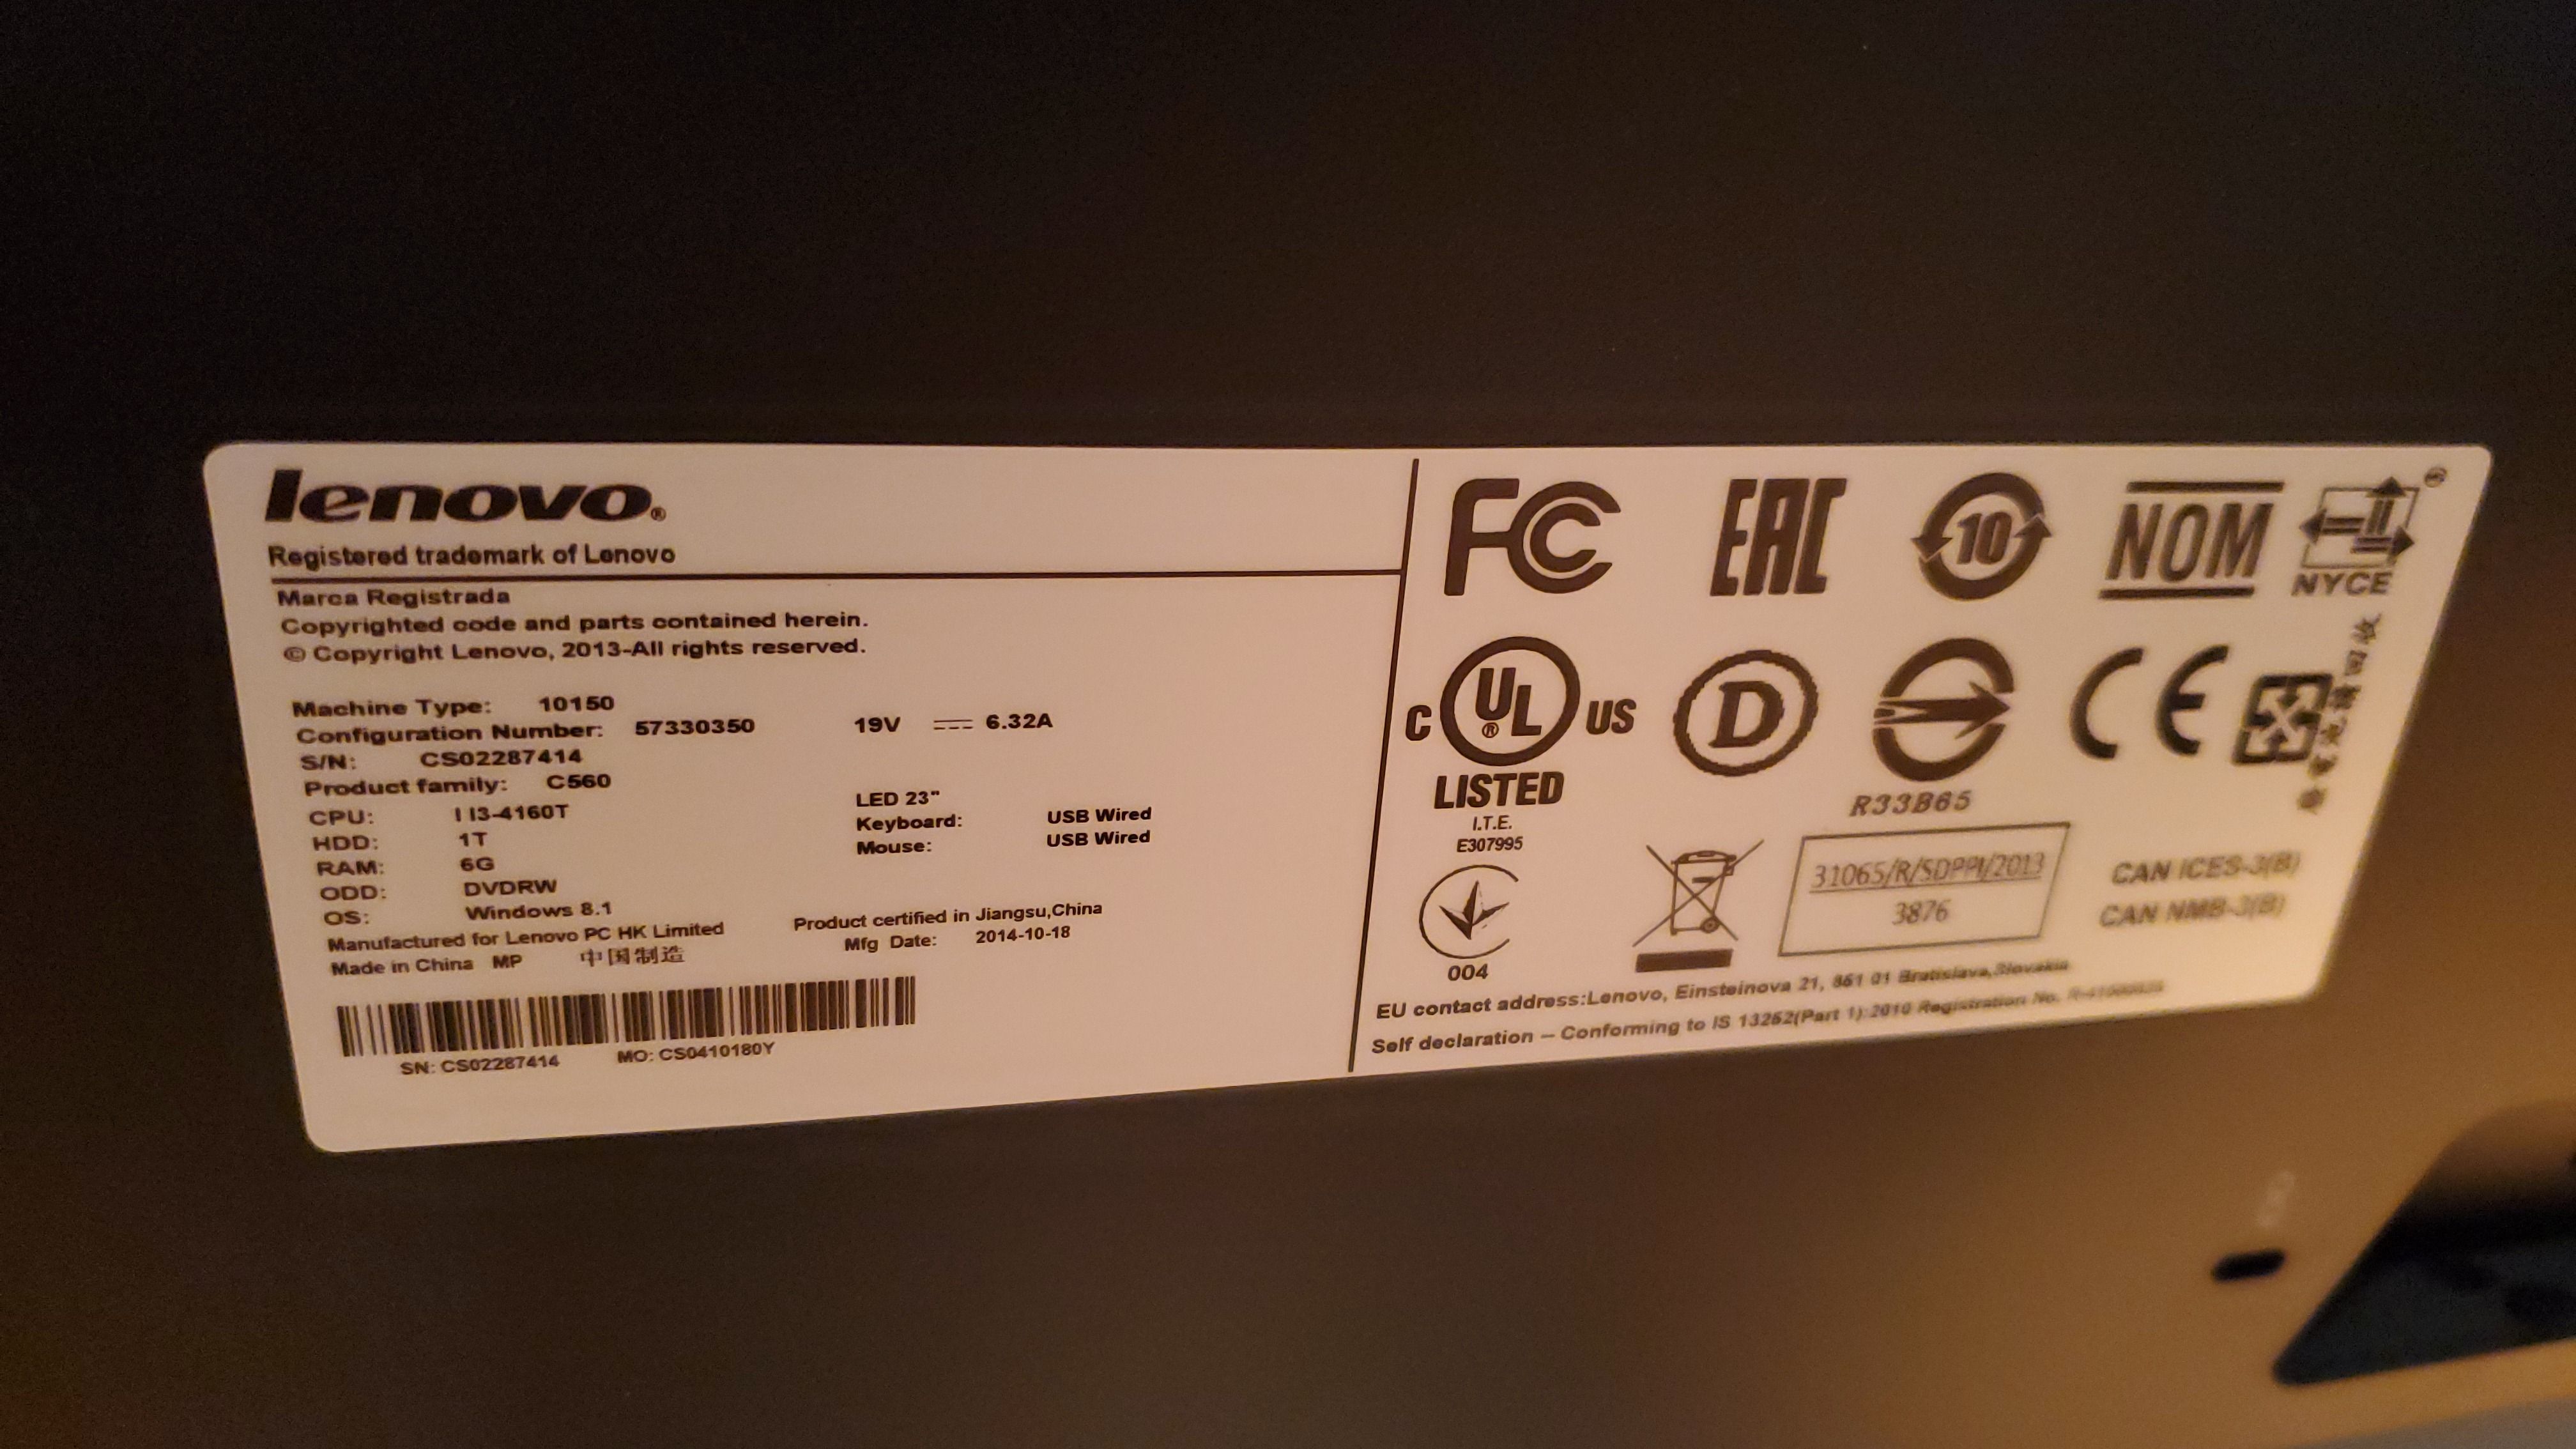 lenovo®
Registered trademark of Lenovo
Marca Registrada
Copyrighted code and parts contained herein.
© Copyright Lenovo, 2013-All rights reserved.
Machine Type: 10150
Configuration Number: 57330350 19V 6.32A
S/N: CS02287414
Product family: C560
CPU: I I3-4160T
HDD: 1T
RAM: 6G
ODD: DVDRW
OS: Windows 8.1
LED 23"
Keyboard: USB Wired
Mouse: USB Wired
Manufactured for Lenovo PC HK Limited
Made in China MP 中国制造
Product certified in Jiangsu,China
Mfg Date: 2014-10-18
SN: CS02287414 MO: CS0410180Y
FC EAC 10 NOM NYCE
C UL® US D CE
LISTED
I.T.E.
E307995
R33B65
004
31065/R/SDPPI/2013
3876
CAN ICES-3(B)
CAN NMB-3(B)
EU contact address:Lenovo, Einsteinova 21, 851 01 Bratislava,Slovakia
Self declaration – Conforming to IS 13252(Part 1):2010 Registration No.